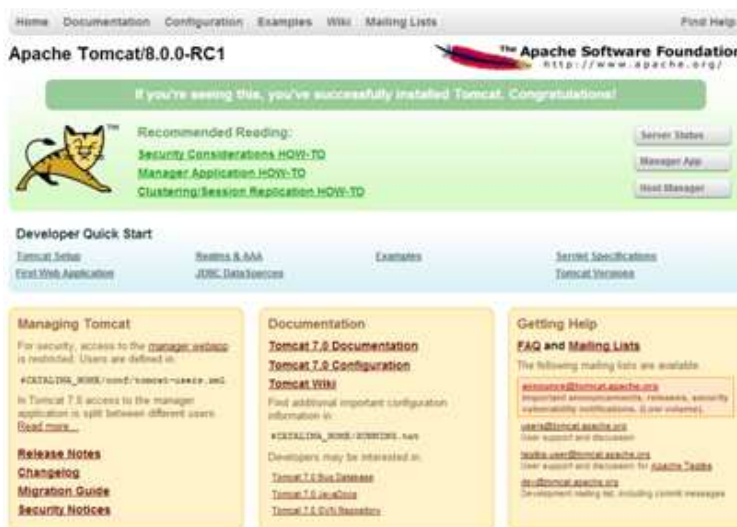 Home Documentation Configuration Examples Wiki Mailing Lists Find Help
Apache Tomcat/8.0.0-RC1
The Apache Software Foundation
http://www.apache.org/
If you're seeing this, you've successfully installed Tomcat. Congratulations!
TM
Recommended Reading:
Security Considerations HOW-TO
Manager Application HOW-TO
Clustering/Session Replication HOW-TO
Server Status
Manager App
Host Manager
Developer Quick Start
Tomcat Setup
First Web Application
Realms & AAA
JDBC DataSources
Examples
Servlet Specifications
Tomcat Versions
Managing Tomcat
For security, access to the manager webapp
is restricted. Users are defined in:
$CATALINA_HOME/conf/tomcat-users.xml
In Tomcat 7.0 access to the manager
application is split between different users.
Read more...
Release Notes
Changelog
Migration Guide
Security Notices
Documentation
Tomcat 7.0 Documentation
Tomcat 7.0 Configuration
Tomcat Wiki
Find additional important configuration
information in:
$CATALINA_HOME/RUNNING.txt
Developers may be interested in:
Tomcat 7.0 Bug Database
Tomcat 7.0 JavaDocs
Tomcat 7.0 SVN Repository
Getting Help
FAQ and Mailing Lists
The following mailing lists are available:
announce@tomcat.apache.org
Important announcements, releases, security
vulnerability notifications. (Low volume).
users@tomcat.apache.org
User support and discussion
taglibs-user@tomcat.apache.org
User support and discussion for Apache Taglibs
dev@tomcat.apache.org
Development mailing list, including commit messages